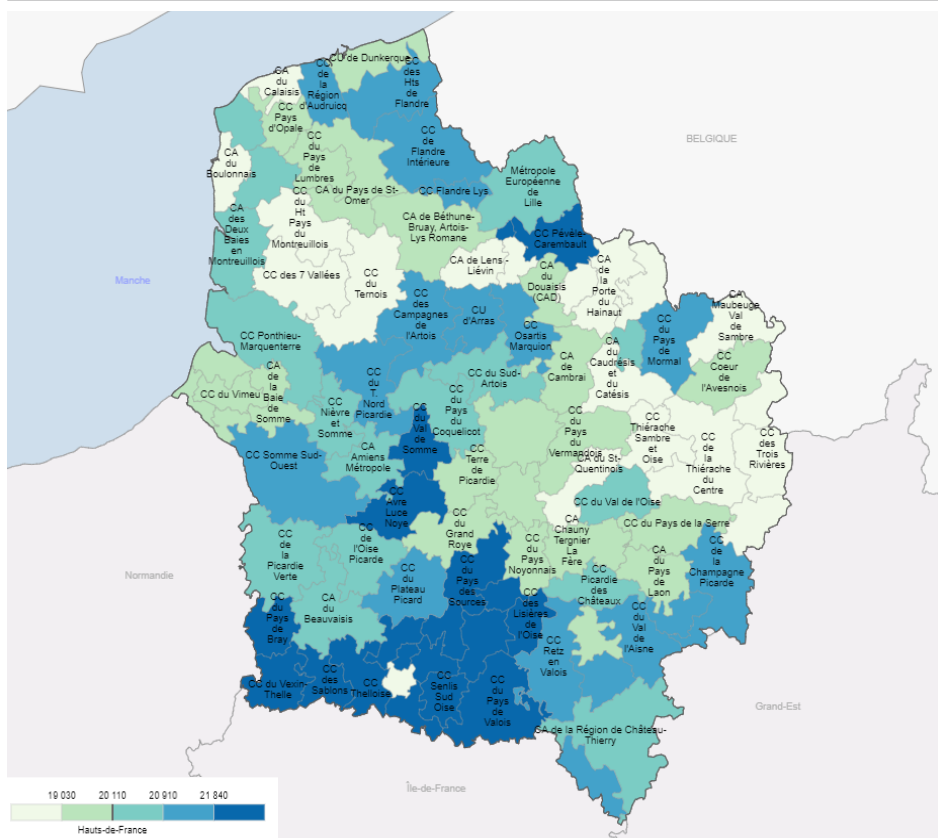 CU de Dunkerque
CA
du
Calaisis
CC
de
la
Région
d'Audruicq
CC
des
Hts
de
Flandre
CC
Pays
d'Opale
CC
du
Pays
de
Lumbres
CC
de
Flandre
Intérieure
BELGIQUE
CA
du
Boulonnais
Métropole
Européenne
de
Lille
CA du Pays de St-
Omer
CC Flandre Lys
CC
du
Ht
Pays
du
Montreuillois
CA
des
Deux
Baies
en
Montreuillois
CA de Béthune-
Bruay, Artois-
Lys Romane
CC Pévèle-
Carembault
CA de Lens -
Liévin
CC des 7 Vallées
CC
du
Ternois
CA
du
Douaisis
(CAD)
CA
de
la
Porte
du
Hainaut
Manche
CC
des
Campagnes
de
l'Artois
CU
d'Arras
CC
Osartis
Marquion
CA
Maubeuge
Val
de
Sambre
CC
du
Pays
de
Mormal
CC Ponthieu-
Marquenterre
CA
du
Caudrésis
et
du
Catésis
CA
de
Cambrai
CC
Coeur
de
l'Avesnois
CC du Vimeu
CA
de
la
Baie
de
Somme
CC
du
T.
Nord
Picardie
CC du Sud-
Artois
CC
Nièvre
et
Somme
CC
du
Val
de
Somme
CC
du
Pays
du
Coquelicot
CC
du
Pays
du
Vermandois
CC
Thiérache
Sambre
et
Oise
CC
de
la
Thiérache
du
Centre
CC
des
Trois
Rivières
CC Somme Sud-
Ouest
CA
Amiens
Métropole
CC
Terre
de
Picardie
CA du St-
Quentinois
CC
Avre
Luce
Noye
CC du Val de l'Oise
CC
de
la
Picardie
Verte
CC
de
l'Oise
Picarde
CC
du
Grand
Roye
CA
Chauny
Tergnier
La
Fère
CC du Pays de la Serre
CC
du
Pays
Noyonnais
CC
de
la
Champagne
Picarde
Normandie
CC
du
Plateau
Picard
CC
du
Pays
des
Sources
CC
Picardie
des
Châteaux
CA
du
Pays
de
Laon
CC
du
Pays
de
Bray
CA
du
Beauvaisis
CC
des
Lisières
de
l'Oise
CC
du
Val
de
l'Aisne
CC
Retz
en
Valois
CC du Vexin-
Thelle
CC
des
Sablons
CC
Thelloise
CC
Senlis
Sud
Oise
CC
du
Pays
de
Valois
Grand-Est
CA de la Région de Château-
Thierry
Île-de-France
19 030 20 110 20 910 21 840
Hauts-de-France